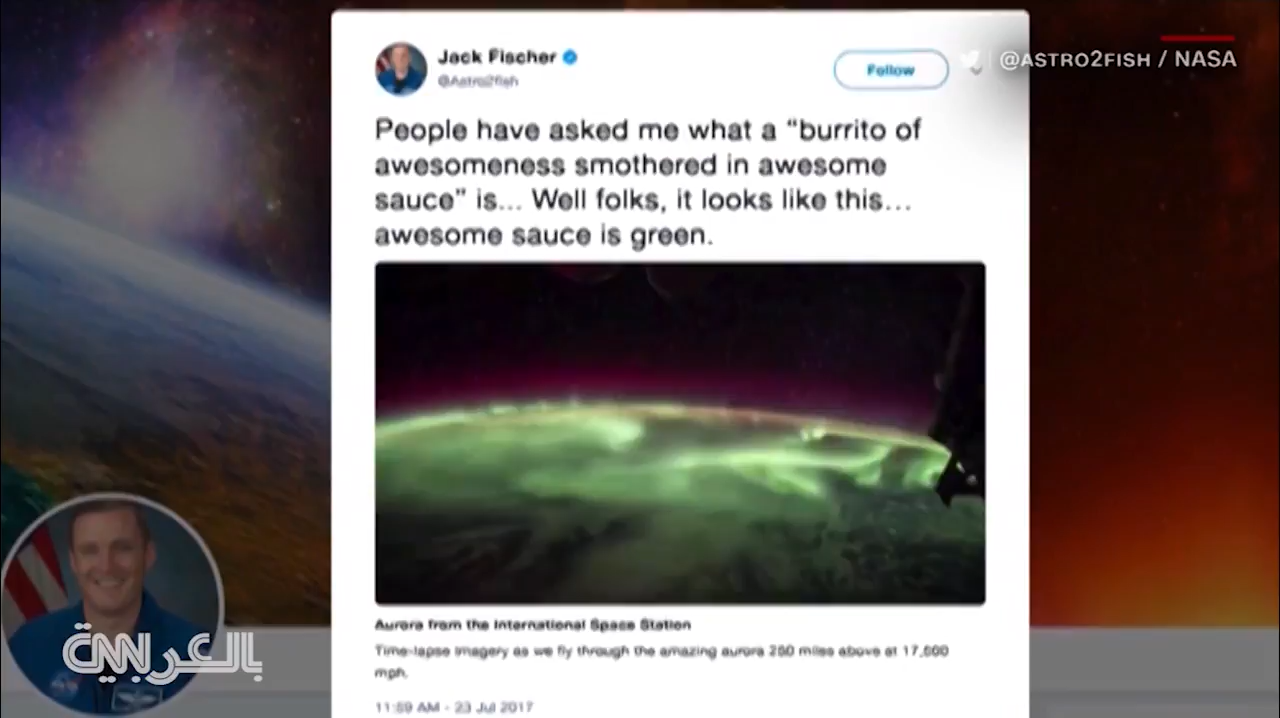 Jack Fischer
@Astro2fish
Follow
@ASTRO2FISH / NASA
People have asked me what a “burrito of
awesomeness smothered in awesome
sauce” is... Well folks, it looks like this...
awesome sauce is green.
Aurora from the International Space Station
Time-lapse imagery as we fly through the amazing aurora 250 miles above at 17,500
mph.
11:59 AM - 23 Jul 2017
CNN بالعربية